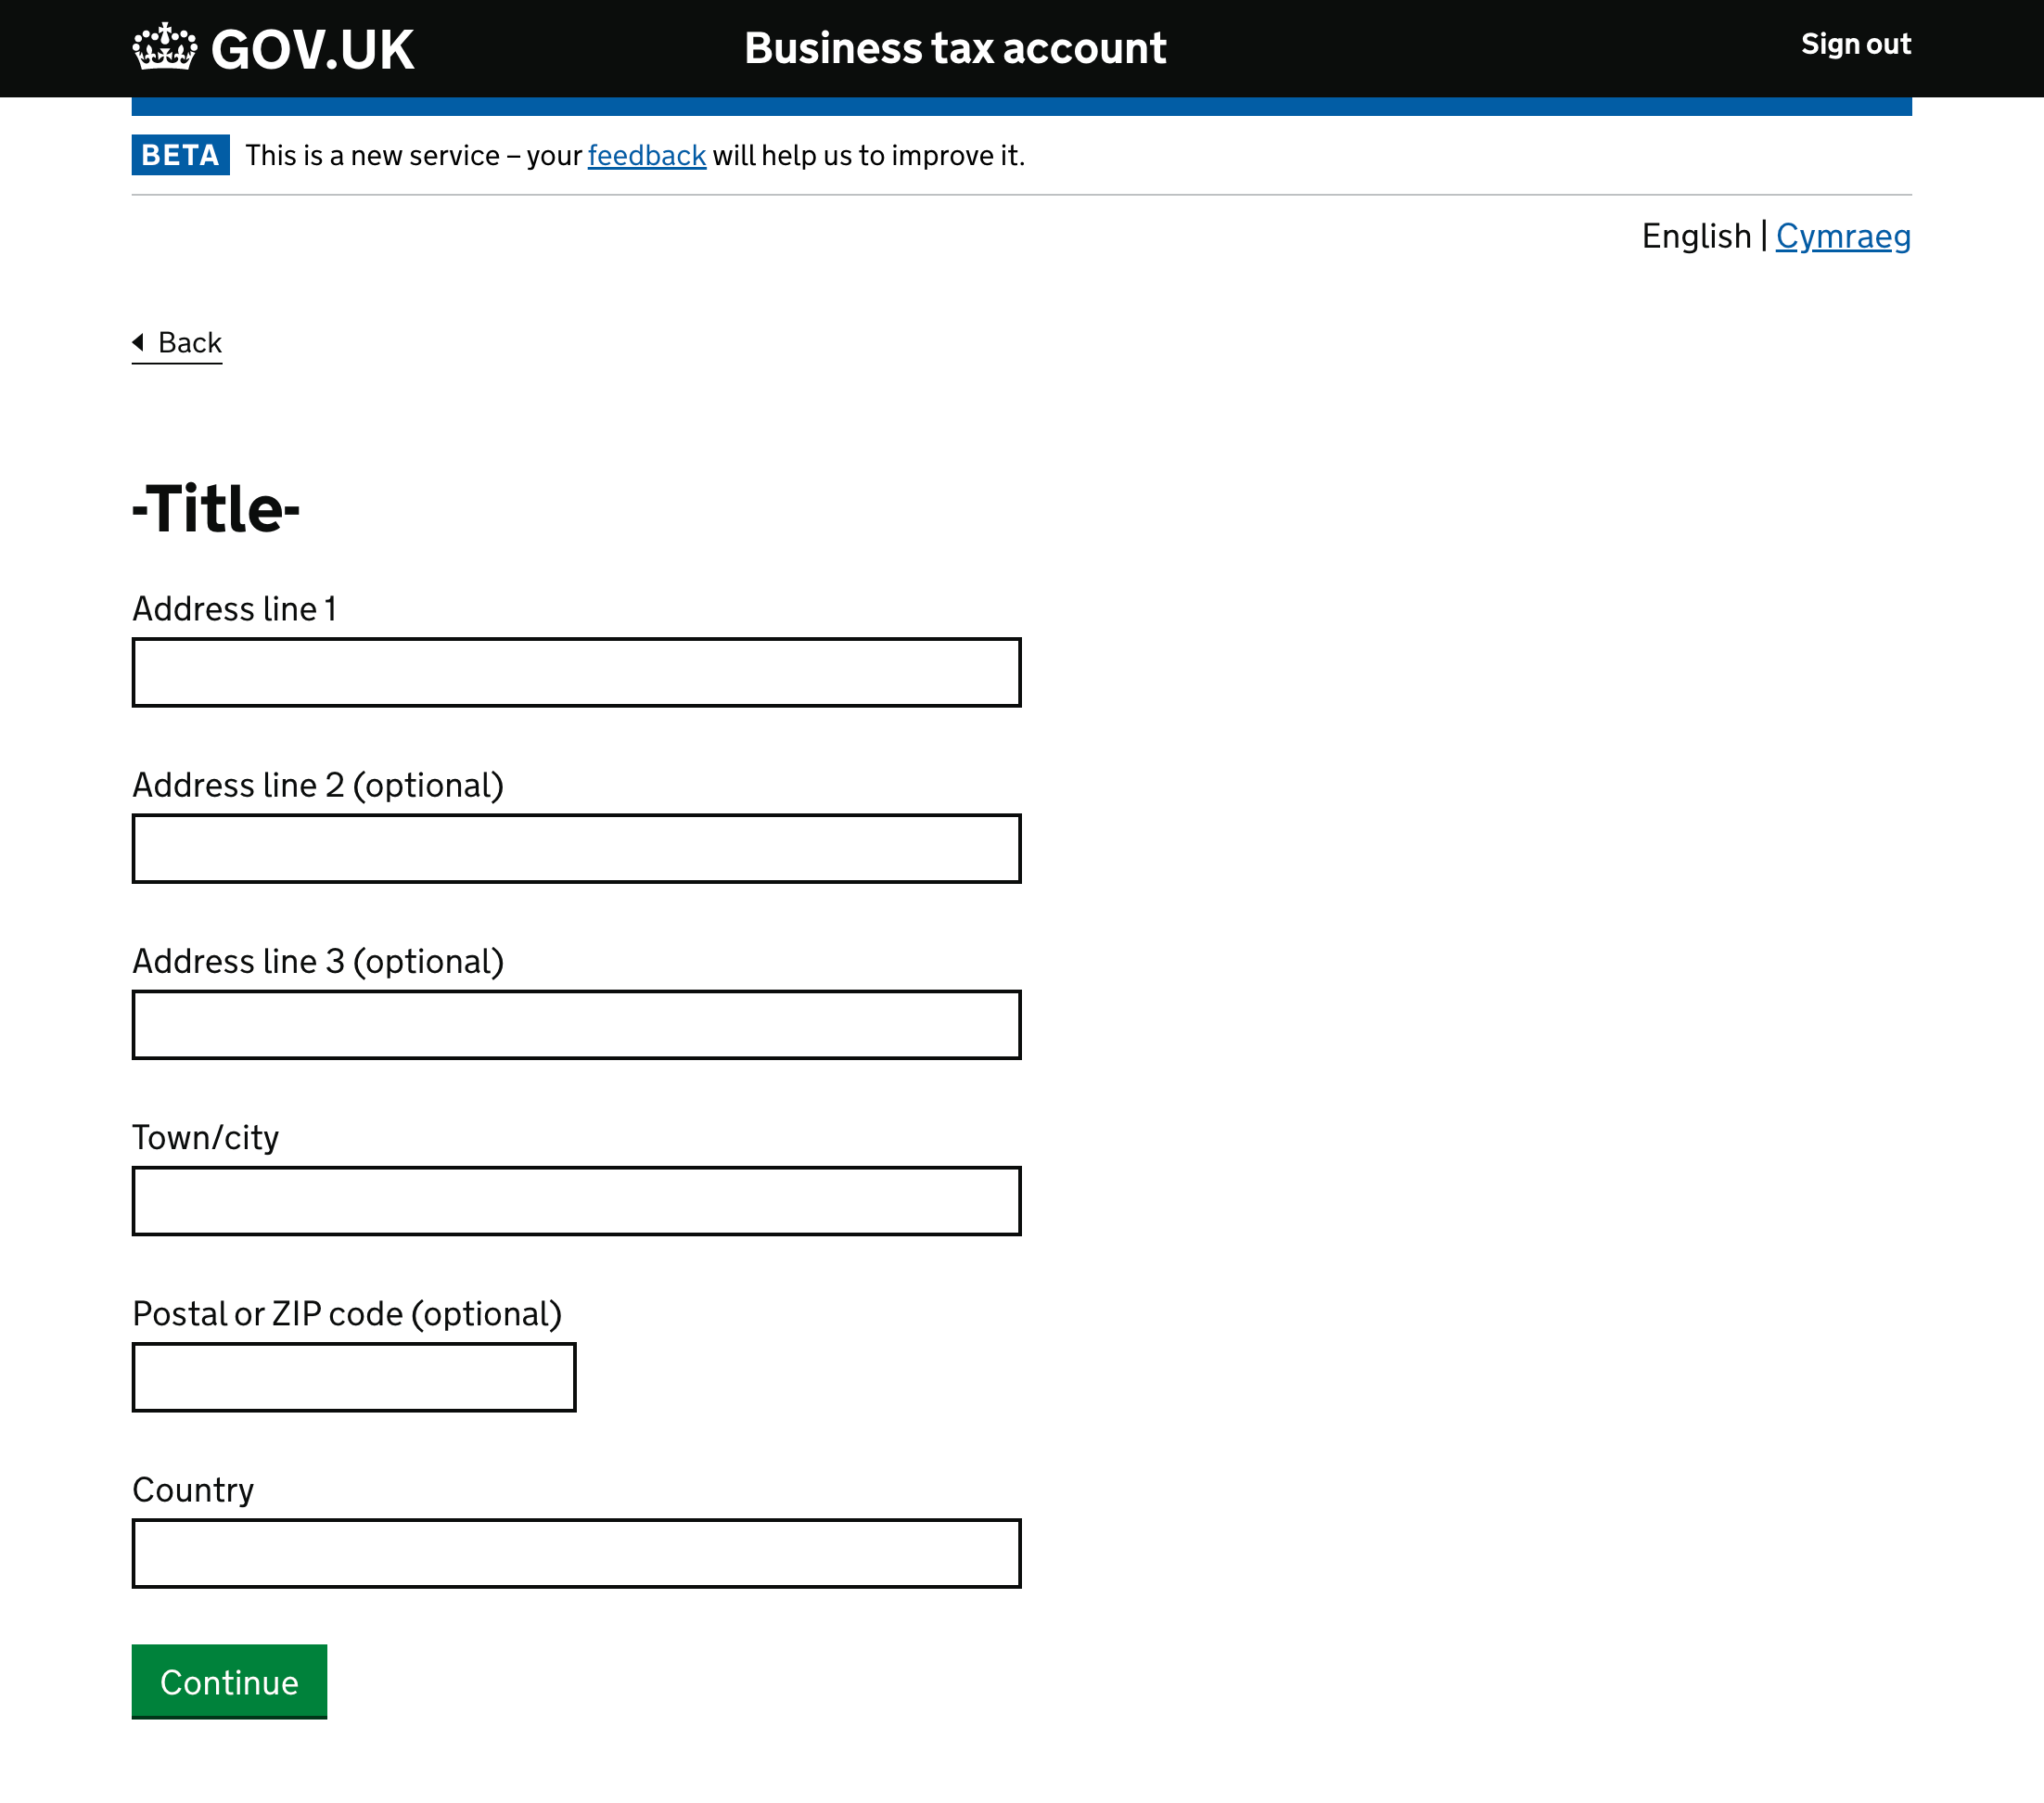 GOV.UK
Business tax account
Sign out
BETA This is a new service – your feedback will help us to improve it.
English | Cymraeg
Back
-Title-
Address line 1
Address line 2 (optional)
Address line 3 (optional)
Town/city
Postal or ZIP code (optional)
Country
Continue